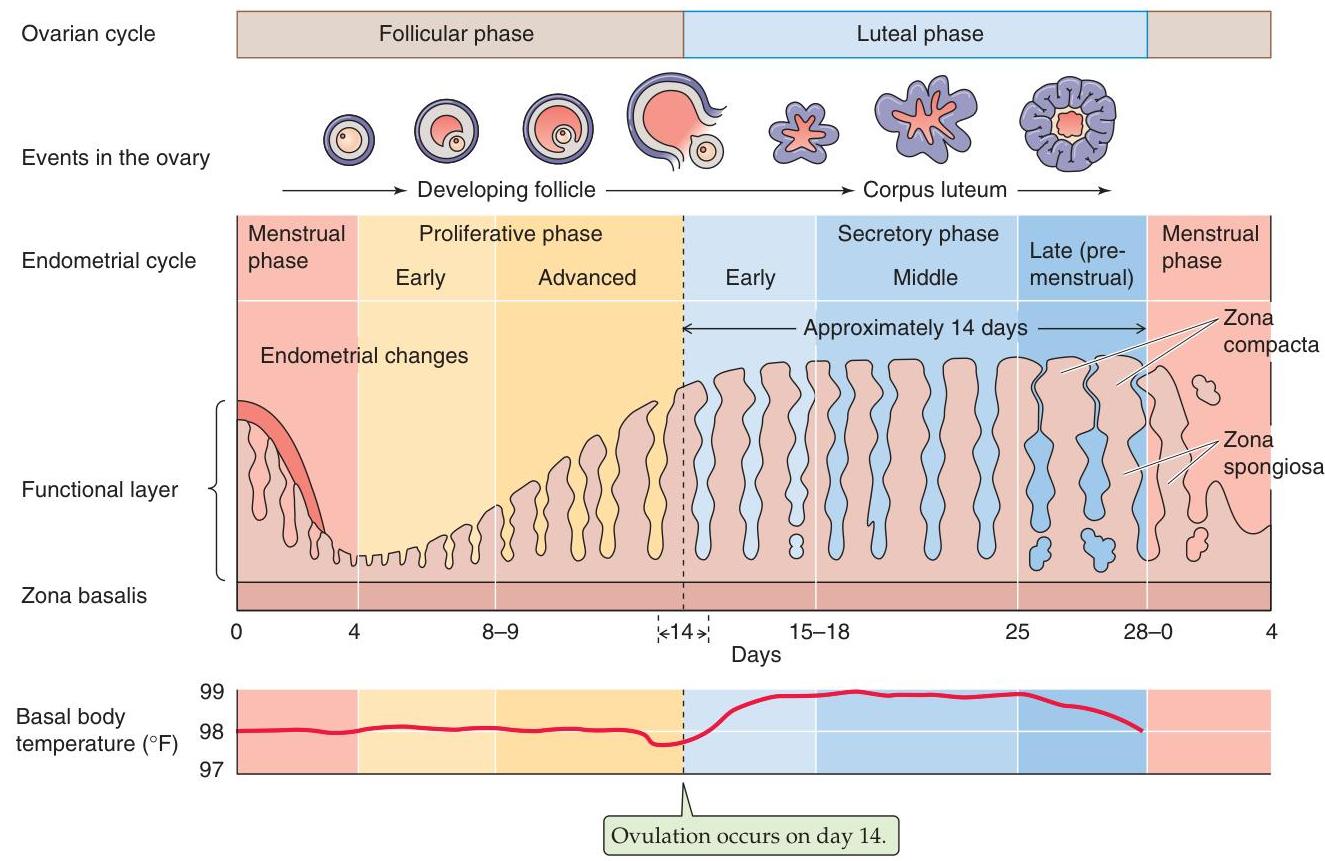 Ovarian cycle
Follicular phase
Luteal phase
Events in the ovary
Developing follicle
Corpus luteum
Endometrial cycle
Menstrual
phase
Proliferative phase
Early
Advanced
Secretory phase
Early
Middle
Late (pre-
menstrual)
Menstrual
phase
Approximately 14 days
Zona
compacta
Endometrial changes
Zona
spongiosa
Functional layer
Zona basalis
0
4
8–9
14
15–18
25
28–0
4
Days
Basal body
temperature (°F)
99
98
97
Ovulation occurs on day 14.